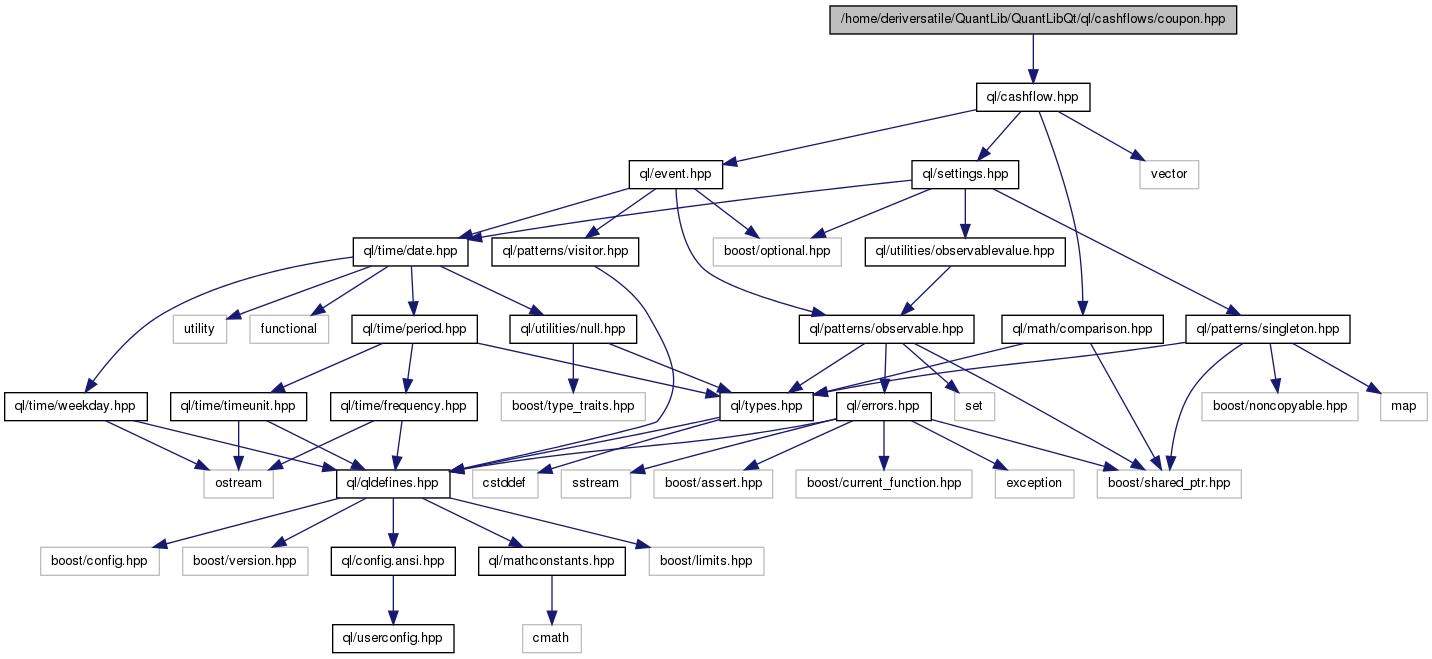 /home/deriversatile/QuantLib/QuantLibQt/ql/cashflows/coupon.hpp
ql/cashflow.hpp
ql/event.hpp
ql/settings.hpp
vector
ql/time/date.hpp
ql/patterns/visitor.hpp
boost/optional.hpp
ql/utilities/observablevalue.hpp
utility
functional
ql/time/period.hpp
ql/utilities/null.hpp
ql/patterns/observable.hpp
ql/math/comparison.hpp
ql/patterns/singleton.hpp
ql/time/weekday.hpp
ql/time/timeunit.hpp
ql/time/frequency.hpp
boost/type_traits.hpp
ql/types.hpp
ql/errors.hpp
set
boost/noncopyable.hpp
map
ostream
ql/qldefines.hpp
cstddef
sstream
boost/assert.hpp
boost/current_function.hpp
exception
boost/shared_ptr.hpp
boost/config.hpp
boost/version.hpp
ql/config.ansi.hpp
ql/mathconstants.hpp
boost/limits.hpp
ql/userconfig.hpp
cmath